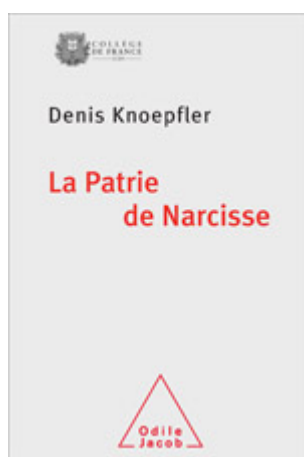 COLLÈGE
DE FRANCE
Denis Knoepfler
La Patrie
de Narcisse
Odile
Jacob